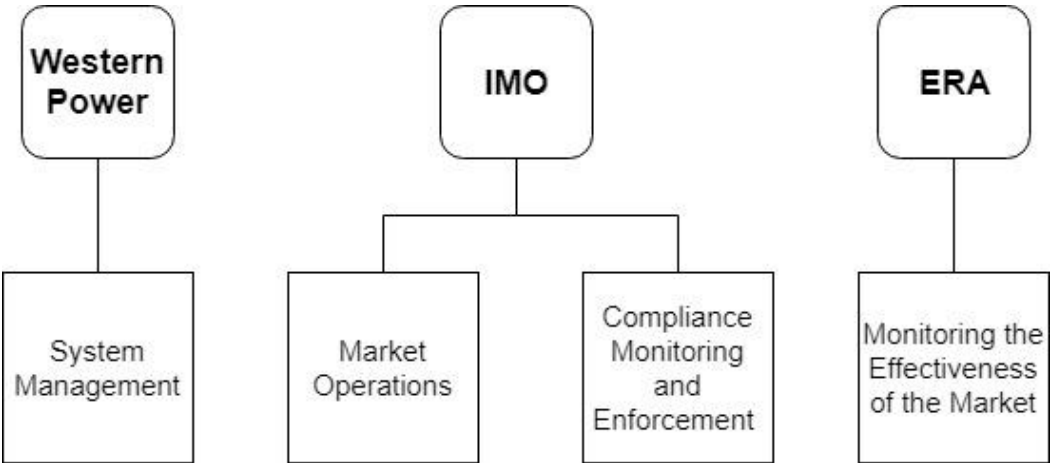 Western
Power
IMO
ERA
System
Management
Market
Operations
Compliance
Monitoring
and
Enforcement
Monitoring the
Effectiveness
of the Market